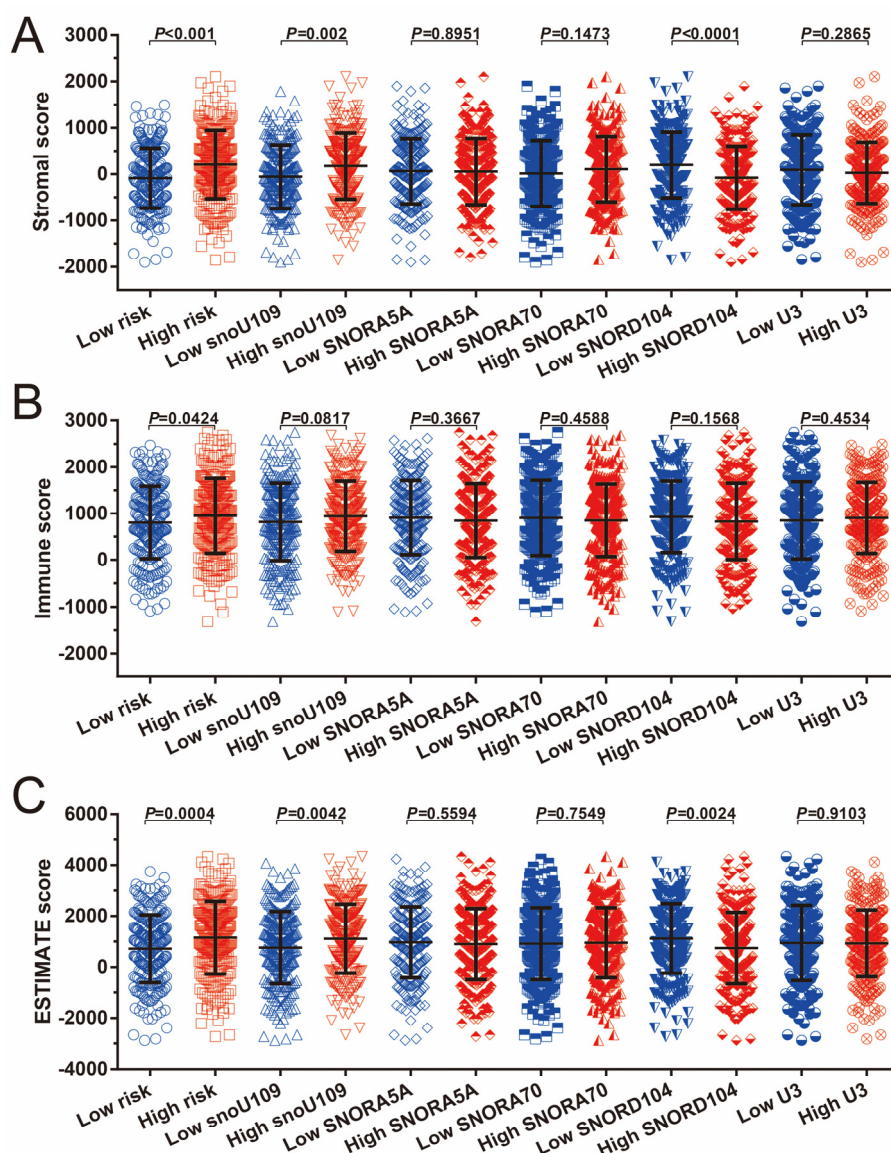 A
P<0.001 P=0.002 P=0.8951 P=0.1473 P<0.0001 P=0.2865
Stromal score
3000
2000
1000
0
-1000
-2000
Low risk
High risk
Low snoU109
High snoU109
Low SNORA5A
High SNORA5A
Low SNORA70
High SNORA70
Low SNORD104
High SNORD104
Low U3
High U3
B
P=0.0424 P=0.0817 P=0.3667 P=0.4588 P=0.1568 P=0.4534
Immune score
3000
2000
1000
0
-1000
-2000
Low risk
High risk
Low snoU109
High snoU109
Low SNORA5A
High SNORA5A
Low SNORA70
High SNORA70
Low SNORD104
High SNORD104
Low U3
High U3
C
P=0.0004 P=0.0042 P=0.5594 P=0.7549 P=0.0024 P=0.9103
ESTIMATE score
6000
4000
2000
0
-2000
-4000
Low risk
High risk
Low snoU109
High snoU109
Low SNORA5A
High SNORA5A
Low SNORA70
High SNORA70
Low SNORD104
High SNORD104
Low U3
High U3